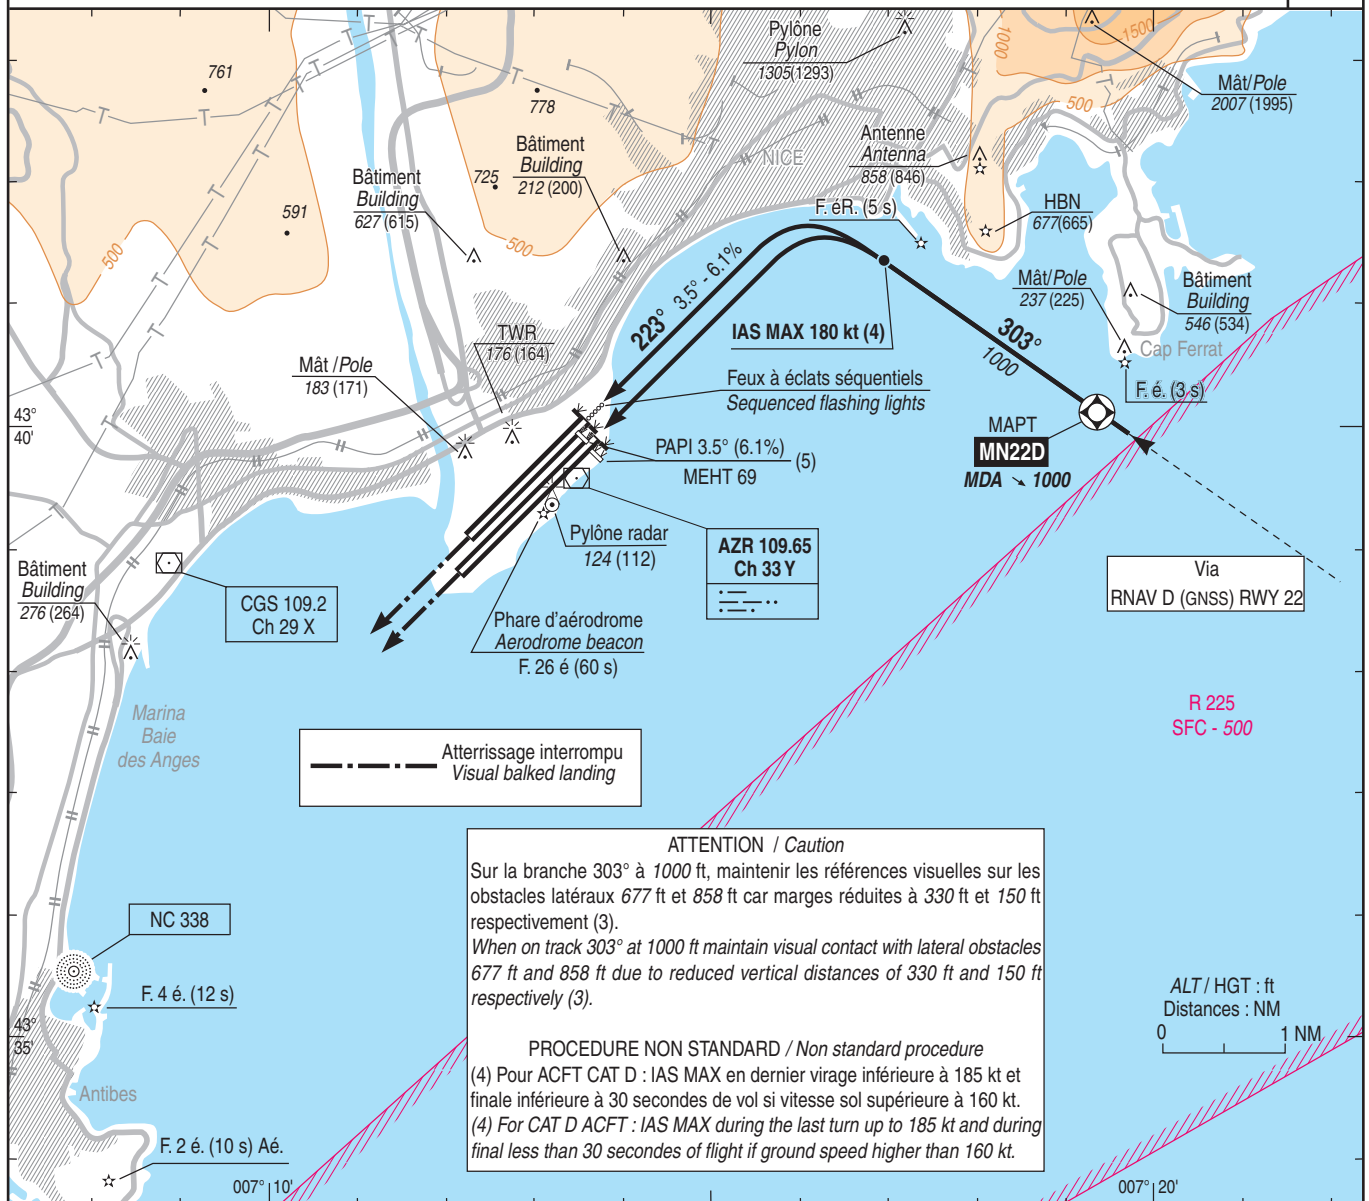 Pylône
Pylon
1305(1293)
1000
1500
761
778
500
Mât/Pole
2007 (1995)
Antenne
Antenna
858 (846)
NICE
Bâtiment
Building
212 (200)
725
Bâtiment
Building
627 (615)
591
500
500
F. éR. (5 s)
HBN
677(665)
Mât/Pole
237 (225)
Bâtiment
Building
546 (534)
Cap Ferrat
F. é. (3 s)
223° 3.5° - 6.1%
IAS MAX 180 kt (4)
303°
1000
TWR
176 (164)
Mât /Pole
183 (171)
Feux à éclats séquentiels
Sequenced flashing lights
43°
40'
PAPI 3.5° (6.1%)
MEHT 69
(5)
MAPT
MN22D
MDA ↘ 1000
Pylône radar
124 (112)
AZR 109.65
Ch 33 Y
Via
RNAV D (GNSS) RWY 22
Bâtiment
Building
276 (264)
CGS 109.2
Ch 29 X
Phare d'aérodrome
Aerodrome beacon
F. 26 é (60 s)
R 225
SFC - 500
Marina
Baie
des Anges
Atterrissage interrompu
Visual balked landing
ATTENTION / Caution
Sur la branche 303° à 1000 ft, maintenir les références visuelles sur les
obstacles latéraux 677 ft et 858 ft car marges réduites à 330 ft et 150 ft
respectivement (3).
When on track 303° at 1000 ft maintain visual contact with lateral obstacles
677 ft and 858 ft due to reduced vertical distances of 330 ft and 150 ft
respectively (3).
PROCEDURE NON STANDARD / Non standard procedure
(4) Pour ACFT CAT D : IAS MAX en dernier virage inférieure à 185 kt et
finale inférieure à 30 secondes de vol si vitesse sol supérieure à 160 kt.
(4) For CAT D ACFT : IAS MAX during the last turn up to 185 kt and during
final less than 30 secondes of flight if ground speed higher than 160 kt.
NC 338
F. 4 é. (12 s)
43°
35'
ALT / HGT : ft
Distances : NM
0 1 NM
Antibes
F. 2 é. (10 s) Aé.
007° 10'
007° 20'